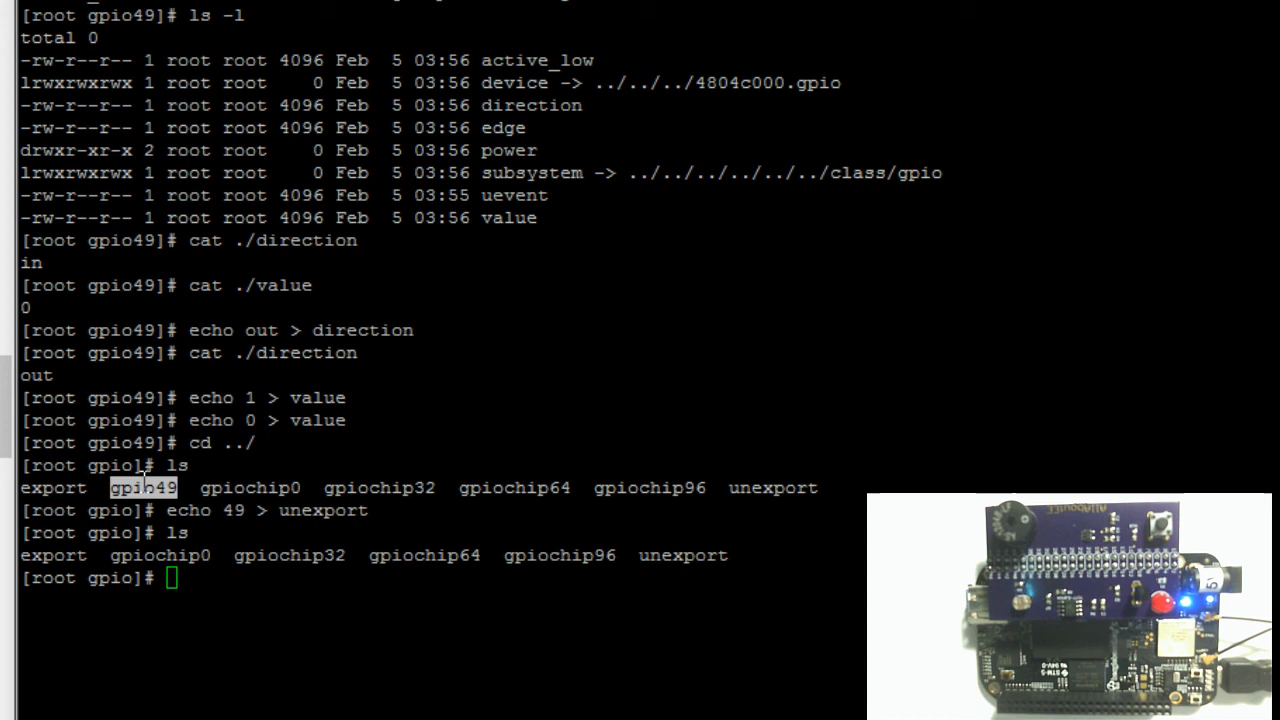 [root gpio49]# ls -l
total 0
-rw-r--r-- 1 root root 4096 Feb  5 03:56 active_low
lrwxrwxrwx 1 root root    0 Feb  5 03:56 device -> ../../../4804c000.gpio
-rw-r--r-- 1 root root 4096 Feb  5 03:56 direction
-rw-r--r-- 1 root root 4096 Feb  5 03:56 edge
drwxr-xr-x 2 root root    0 Feb  5 03:56 power
lrwxrwxrwx 1 root root    0 Feb  5 03:56 subsystem -> ../../../../../../class/gpio
-rw-r--r-- 1 root root 4096 Feb  5 03:55 uevent
-rw-r--r-- 1 root root 4096 Feb  5 03:56 value
[root gpio49]# cat ./direction
in
[root gpio49]# cat ./value
0
[root gpio49]# echo out > direction
[root gpio49]# cat ./direction
out
[root gpio49]# echo 1 > value
[root gpio49]# echo 0 > value
[root gpio49]# cd ../
[root gpio]# ls
export  gpio49  gpiochip0  gpiochip32  gpiochip64  gpiochip96  unexport
[root gpio]# echo 49 > unexport
[root gpio]# ls
export  gpiochip0  gpiochip32  gpiochip64  gpiochip96  unexport
[root gpio]#
5V